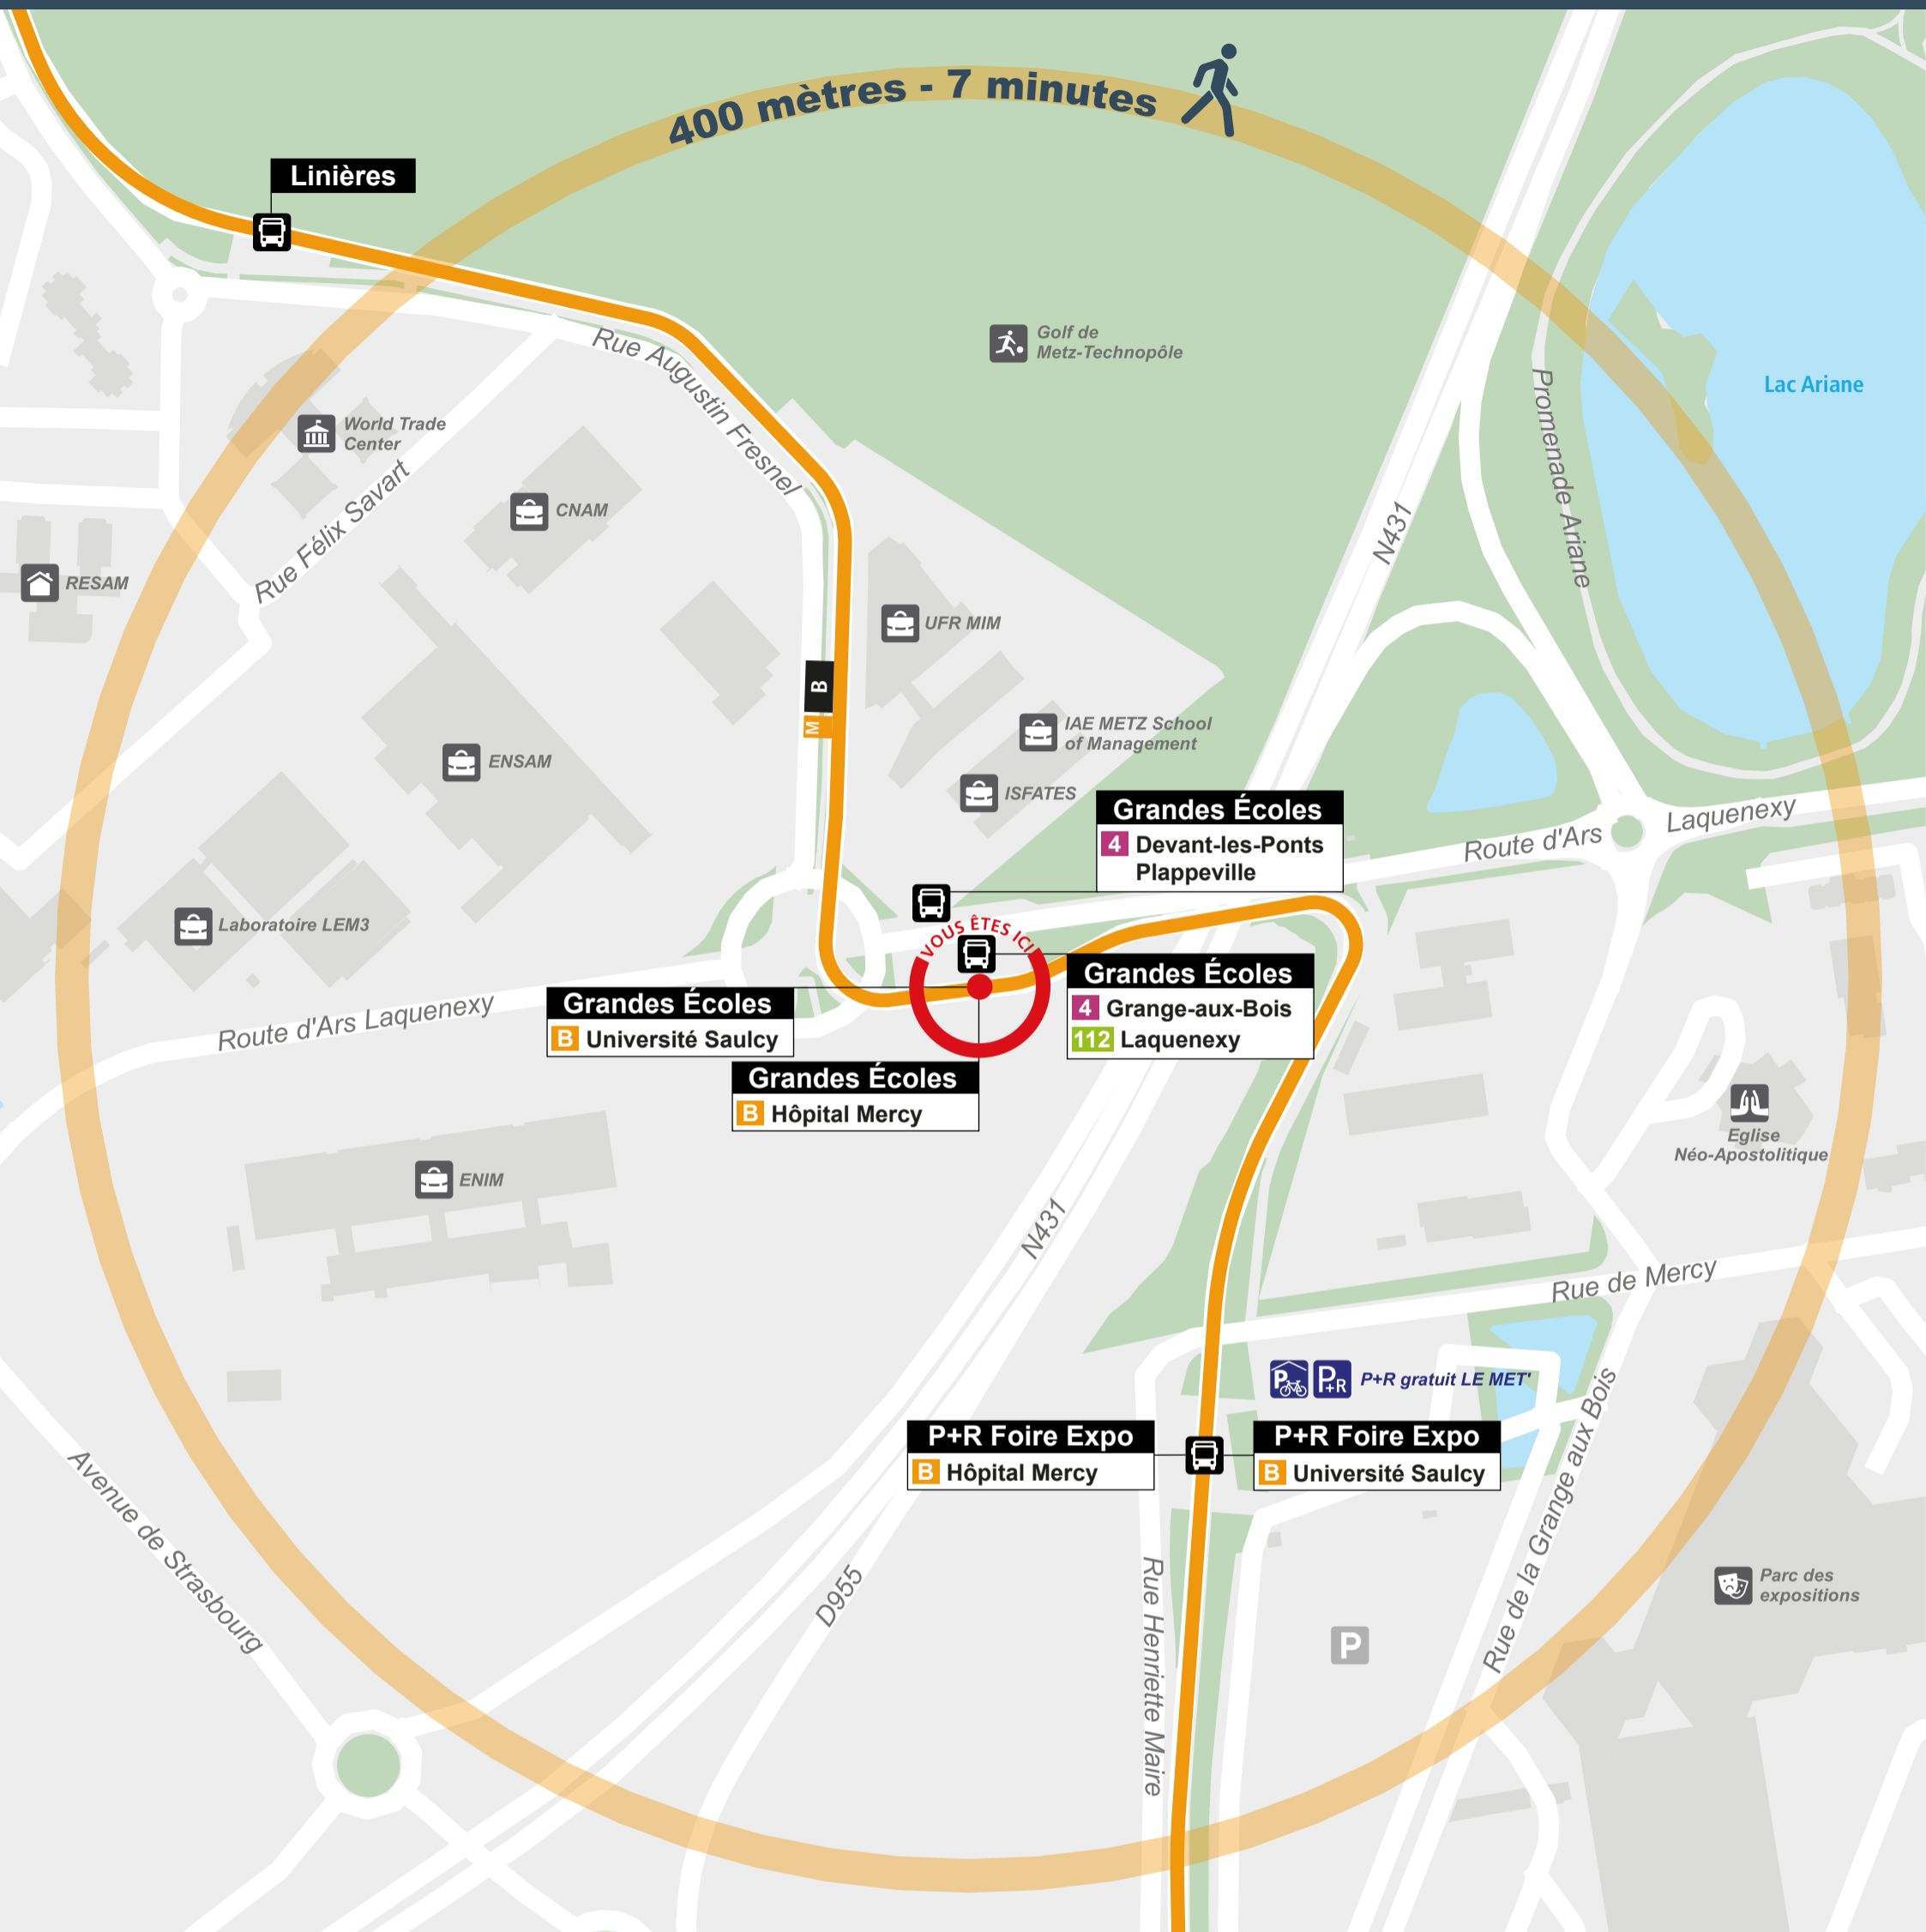 400 mètres - 7 minutes
Linières
Golf de
Metz-Technopôle
Rue Augustin Fresnel
Lac Ariane
Promenade Ariane
World Trade
Center
Rue Félix Savart
CNAM
N431
RESAM
UFR MIM
B
M
IAE METZ School
of Management
ENSAM
ISFATES
Grandes Écoles
4 Devant-les-Ponts
Plappeville
Route d'Ars
Laquenexy
Laboratoire LEM3
VOUS ÊTES ICI
Grandes Écoles
4 Grange-aux-Bois
112 Laquenexy
Grandes Écoles
B Université Saulcy
Route d'Ars Laquenexy
Grandes Écoles
B Hôpital Mercy
Eglise
Néo-Apostolitique
ENIM
N431
Rue de Mercy
P
P+R
P+R gratuit LE MET'
P+R Foire Expo
B Hôpital Mercy
P+R Foire Expo
B Université Saulcy
Rue de la Grange aux Bois
Avenue de Strasbourg
D955
Rue Henriette Maire
Parc des
expositions
P